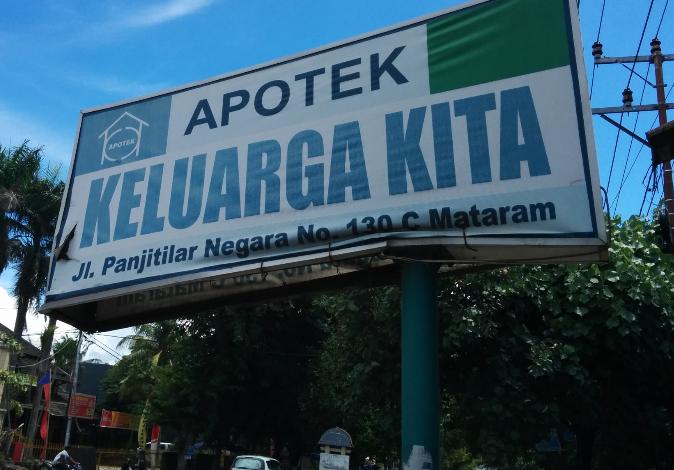 APOTEK
APOTEK
KELUARGA KITA
Jl. Panjitilar Negara No. 130 C Mataram